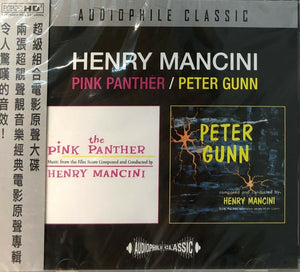 AUDIOPHILE CLASSIC
HD
超級組合電影原聲大碟
兩張超靚聲靚音樂經典電影原聲專輯
令人驚嘆的音效！
HENRY MANCINI
PINK PANTHER / PETER GUNN
the
PINK PANTHER
Music from the Film Score Composed and Conducted by
HENRY MANCINI
PETER
GUNN
composed and conducted by
HENRY MANCINI
AUDIOPHILE CLASSIC